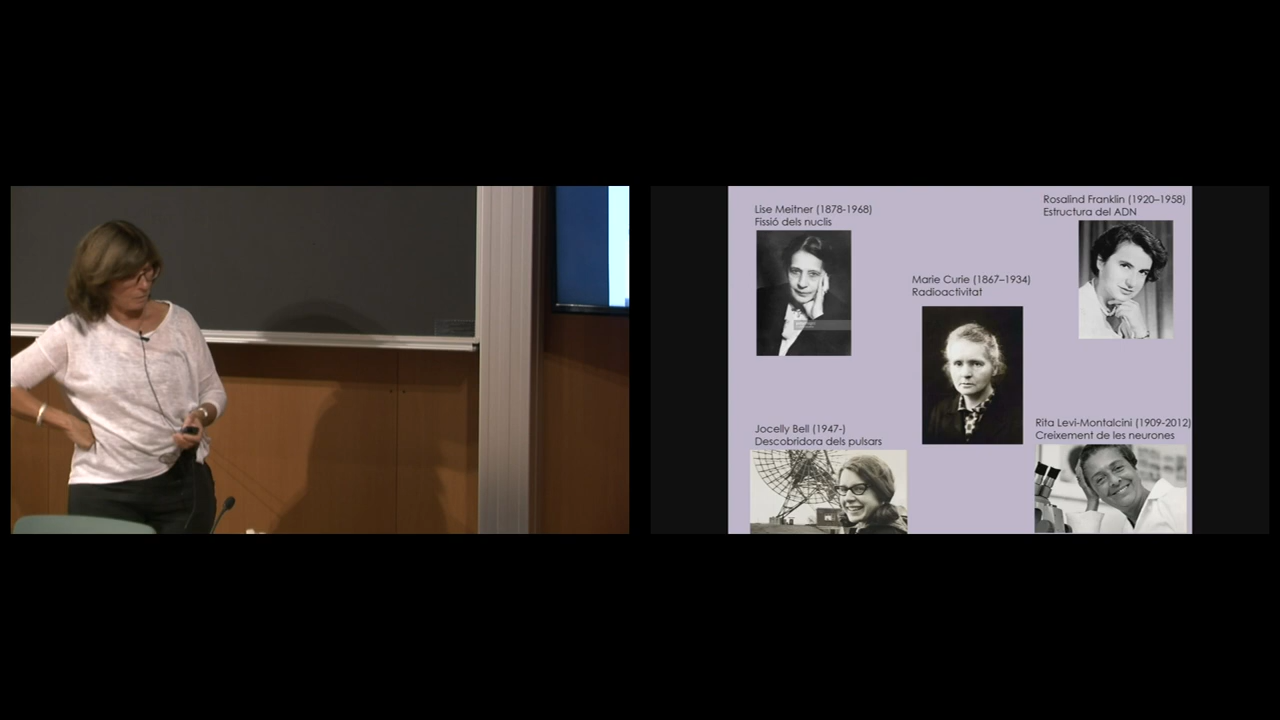 Lise Meitner (1878-1968)
Fissió dels nuclis
Rosalind Franklin (1920–1958)
Estructura del ADN
Marie Curie (1867–1934)
Radioactivitat
Jocelly Bell (1947-)
Descobridora dels pulsars
Rita Levi-Montalcini (1909-2012)
Creixement de les neurones